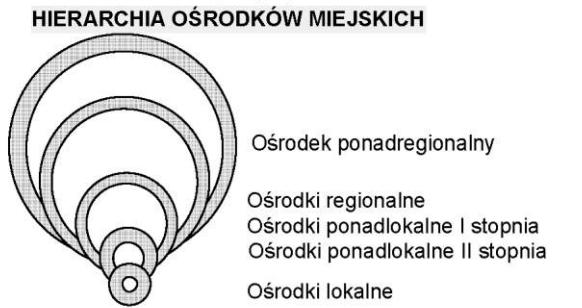 HIERARCHIA OŚRODKÓW MIEJSKICH
Ośrodek ponadregionalny
Ośrodki regionalne
Ośrodki ponadlokalne I stopnia
Ośrodki ponadlokalne II stopnia
Ośrodki lokalne